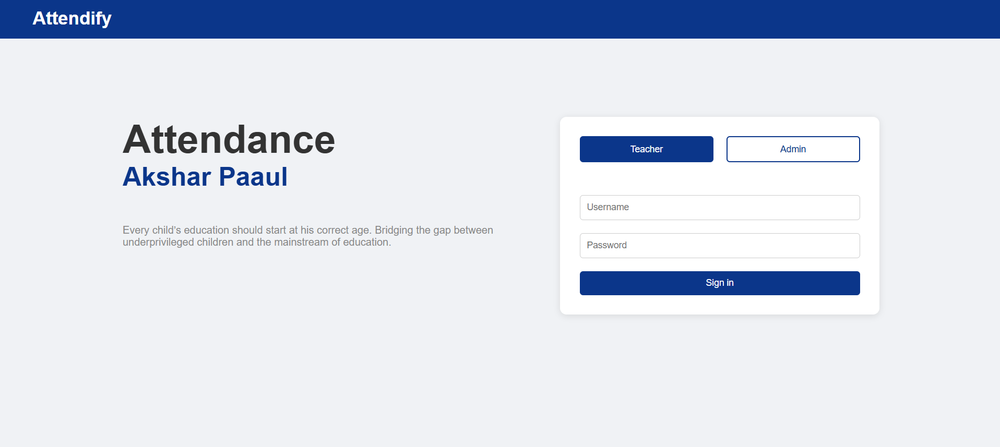 Attendify
Attendance
Akshar Paaul
Every child’s education should start at his correct age. Bridging the gap between
underprivileged children and the mainstream of education.
Teacher
Admin
Username
Password
Sign in